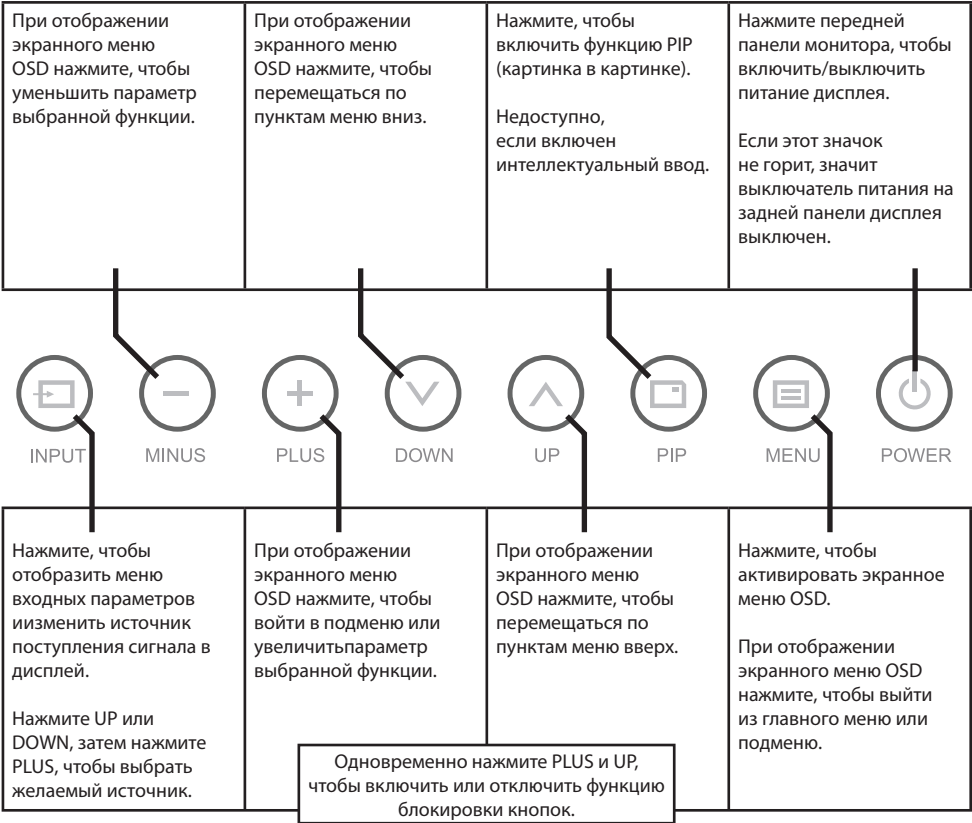 При отображении
экранного меню
OSD нажмите, чтобы
уменьшить параметр
выбранной функции.
При отображении
экранного меню
OSD нажмите, чтобы
перемещаться по
пунктам меню вниз.
Нажмите, чтобы
включить функцию PIP
(картинка в картинке).
Недоступно,
если включен
интеллектуальный ввод.
Нажмите передней
панели монитора, чтобы
включить/выключить
питание дисплея.
Если этот значок
не горит, значит
выключатель питания на
задней панели дисплея
выключен.
INPUT MINUS PLUS DOWN UP PIP MENU POWER
Нажмите, чтобы
отобразить меню
входных параметров
иизменить источник
поступления сигнала в
дисплей.
Нажмите UP или
DOWN, затем нажмите
PLUS, чтобы выбрать
желаемый источник.
При отображении
экранного меню
OSD нажмите, чтобы
войти в подменю или
увеличитьпараметр
выбранной функции.
При отображении
экранного меню
OSD нажмите, чтобы
перемещаться по
пунктам меню вверх.
Нажмите, чтобы
активировать экранное
меню OSD.
При отображении
экранного меню OSD
нажмите, чтобы выйти
из главного меню или
подменю.
Одновременно нажмите PLUS и UP,
чтобы включить или отключить функцию
блокировки кнопок.